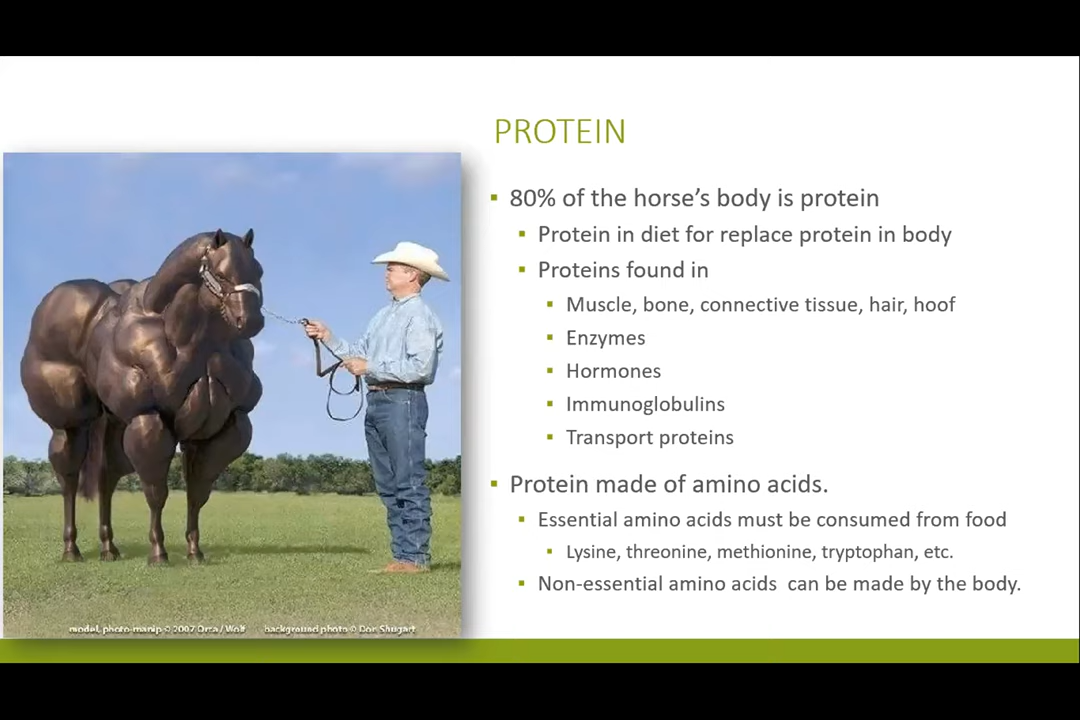 PROTEIN
80% of the horse's body is protein
Protein in diet for replace protein in body
Proteins found in
Muscle, bone, connective tissue, hair, hoof
Enzymes
Hormones
Immunoglobulins
Transport proteins
Protein made of amino acids.
Essential amino acids must be consumed from food
Lysine, threonine, methionine, tryptophan, etc.
Non-essential amino acids  can be made by the body.
model, photo-manip © 2007 Orca / Wolf background photo © Don Shugart